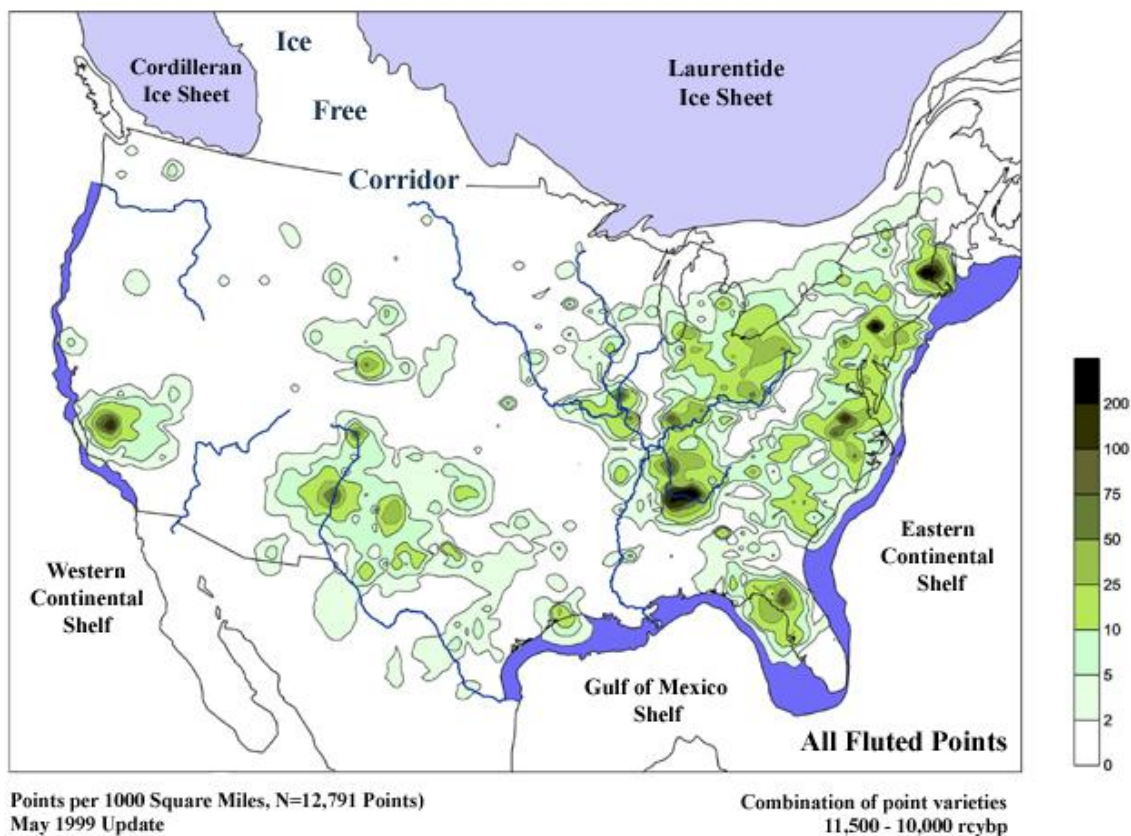 Ice
Free
Corridor
Cordilleran
Ice Sheet
Laurentide
Ice Sheet
Western
Continental
Shelf
Eastern
Continental
Shelf
Gulf of Mexico
Shelf
All Fluted Points
200
100
75
50
25
10
5
2
0
Points per 1000 Square Miles, N=12,791 Points)
May 1999 Update
Combination of point varieties
11,500 - 10,000 rcybp